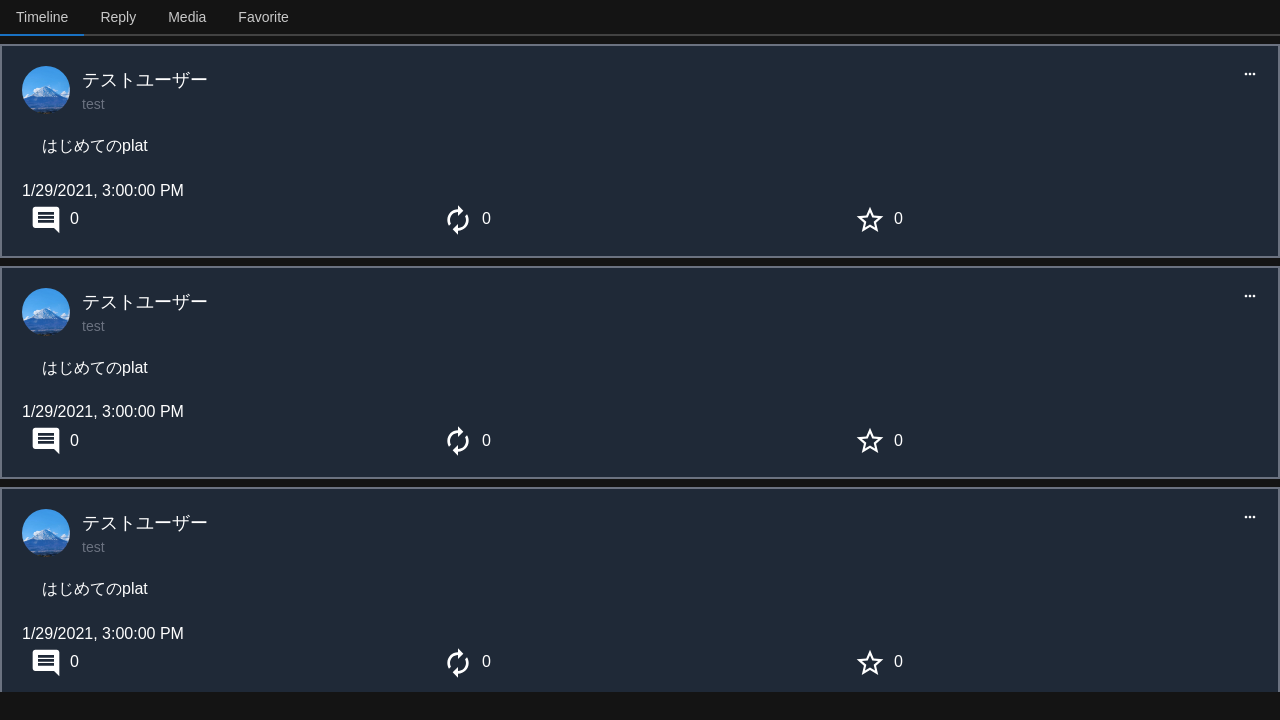 Timeline Reply Media Favorite
テストユーザー
test
はじめてのplat
1/29/2021, 3:00:00 PM
0 0 0
テストユーザー
test
はじめてのplat
1/29/2021, 3:00:00 PM
0 0 0
テストユーザー
test
はじめてのplat
1/29/2021, 3:00:00 PM
0 0 0